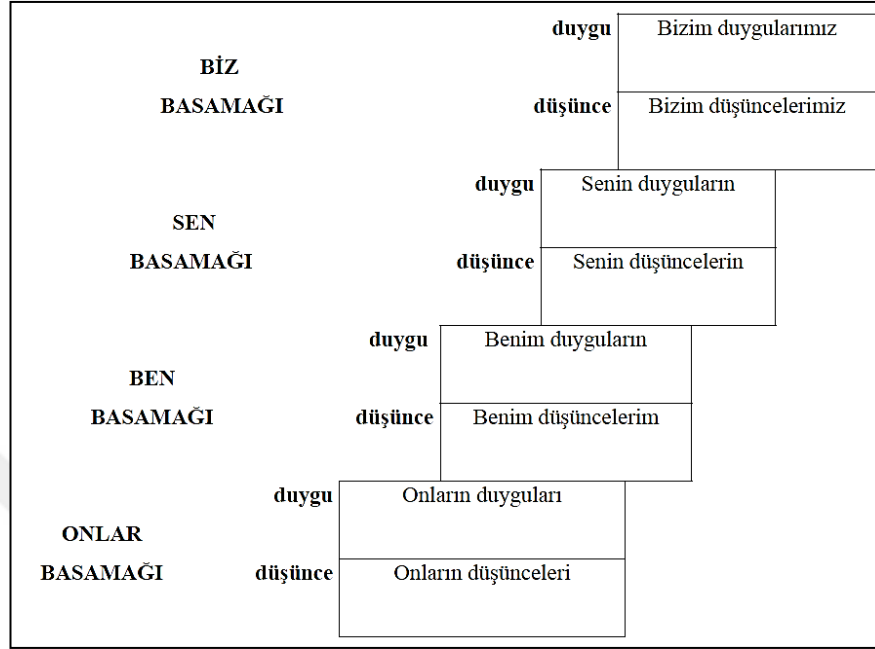 duygu Bizim duygularımız
BİZ
BASAMAĞI düşünce Bizim düşüncelerimiz
duygu Senin duyguların
SEN
BASAMAĞI düşünce Senin düşüncelerin
duygu Benim duyguların
BEN
BASAMAĞI düşünce Benim düşüncelerim
duygu Onların duyguları
ONLAR
BASAMAĞI düşünce Onların düşünceleri